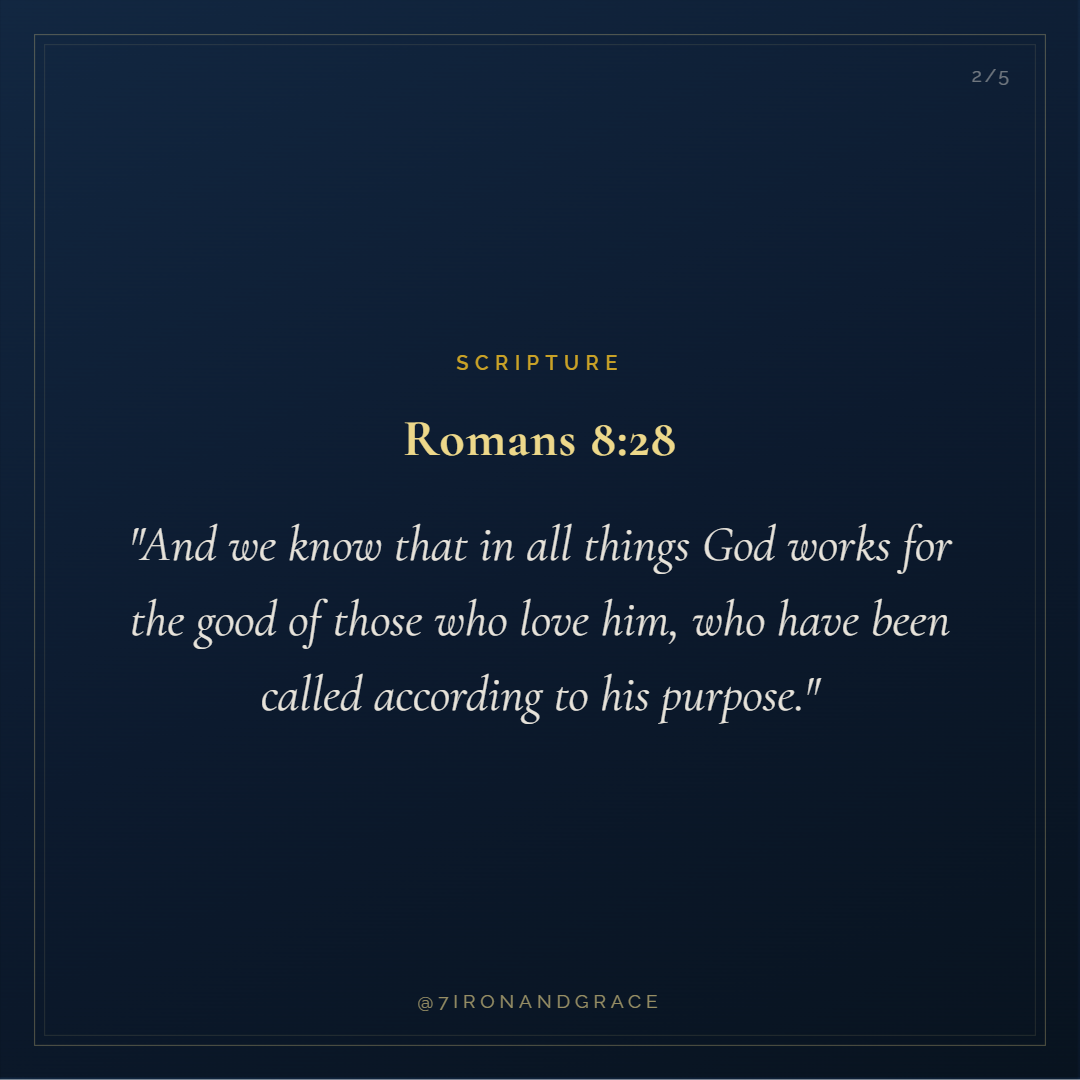 2/5
SCRIPTURE
Romans 8:28
"And we know that in all things God works for
the good of those who love him, who have been
called according to his purpose."
@7IRONANDGRACE